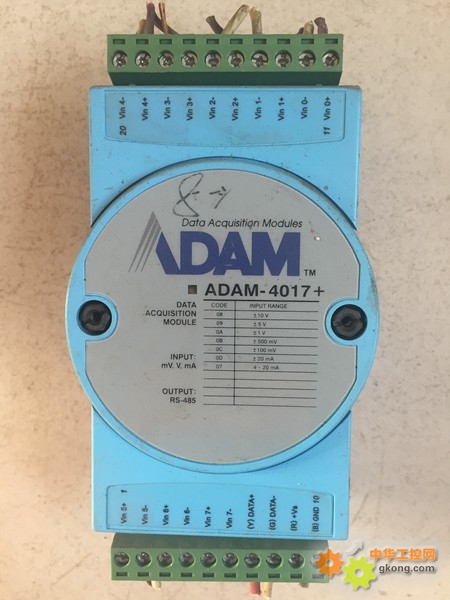 20 Vin 4- Vin 4+ Vin 3- Vin 3+ Vin 2- Vin 2+ Vin 1- Vin 1+ Vin 0- 11 Vin 0+
Data Acquisition Modules
ADAM™
ADAM-4017+
DATA
ACQUISITION
MODULE
INPUT:
mV, V, mA
OUTPUT:
RS-485
CODE INPUT RANGE
08 ±10 V
09 ±5 V
0A ±1 V
0B ±500 mV
0C ±100 mV
0D ±20 mA
07 4~20 mA
Vin 5+ 1 Vin 5- Vin 6+ Vin 6- Vin 7+ Vin 7- (Y) DATA+ (G) DATA- (R) +Vs (B) GND 10
中华工控网
gkong.com